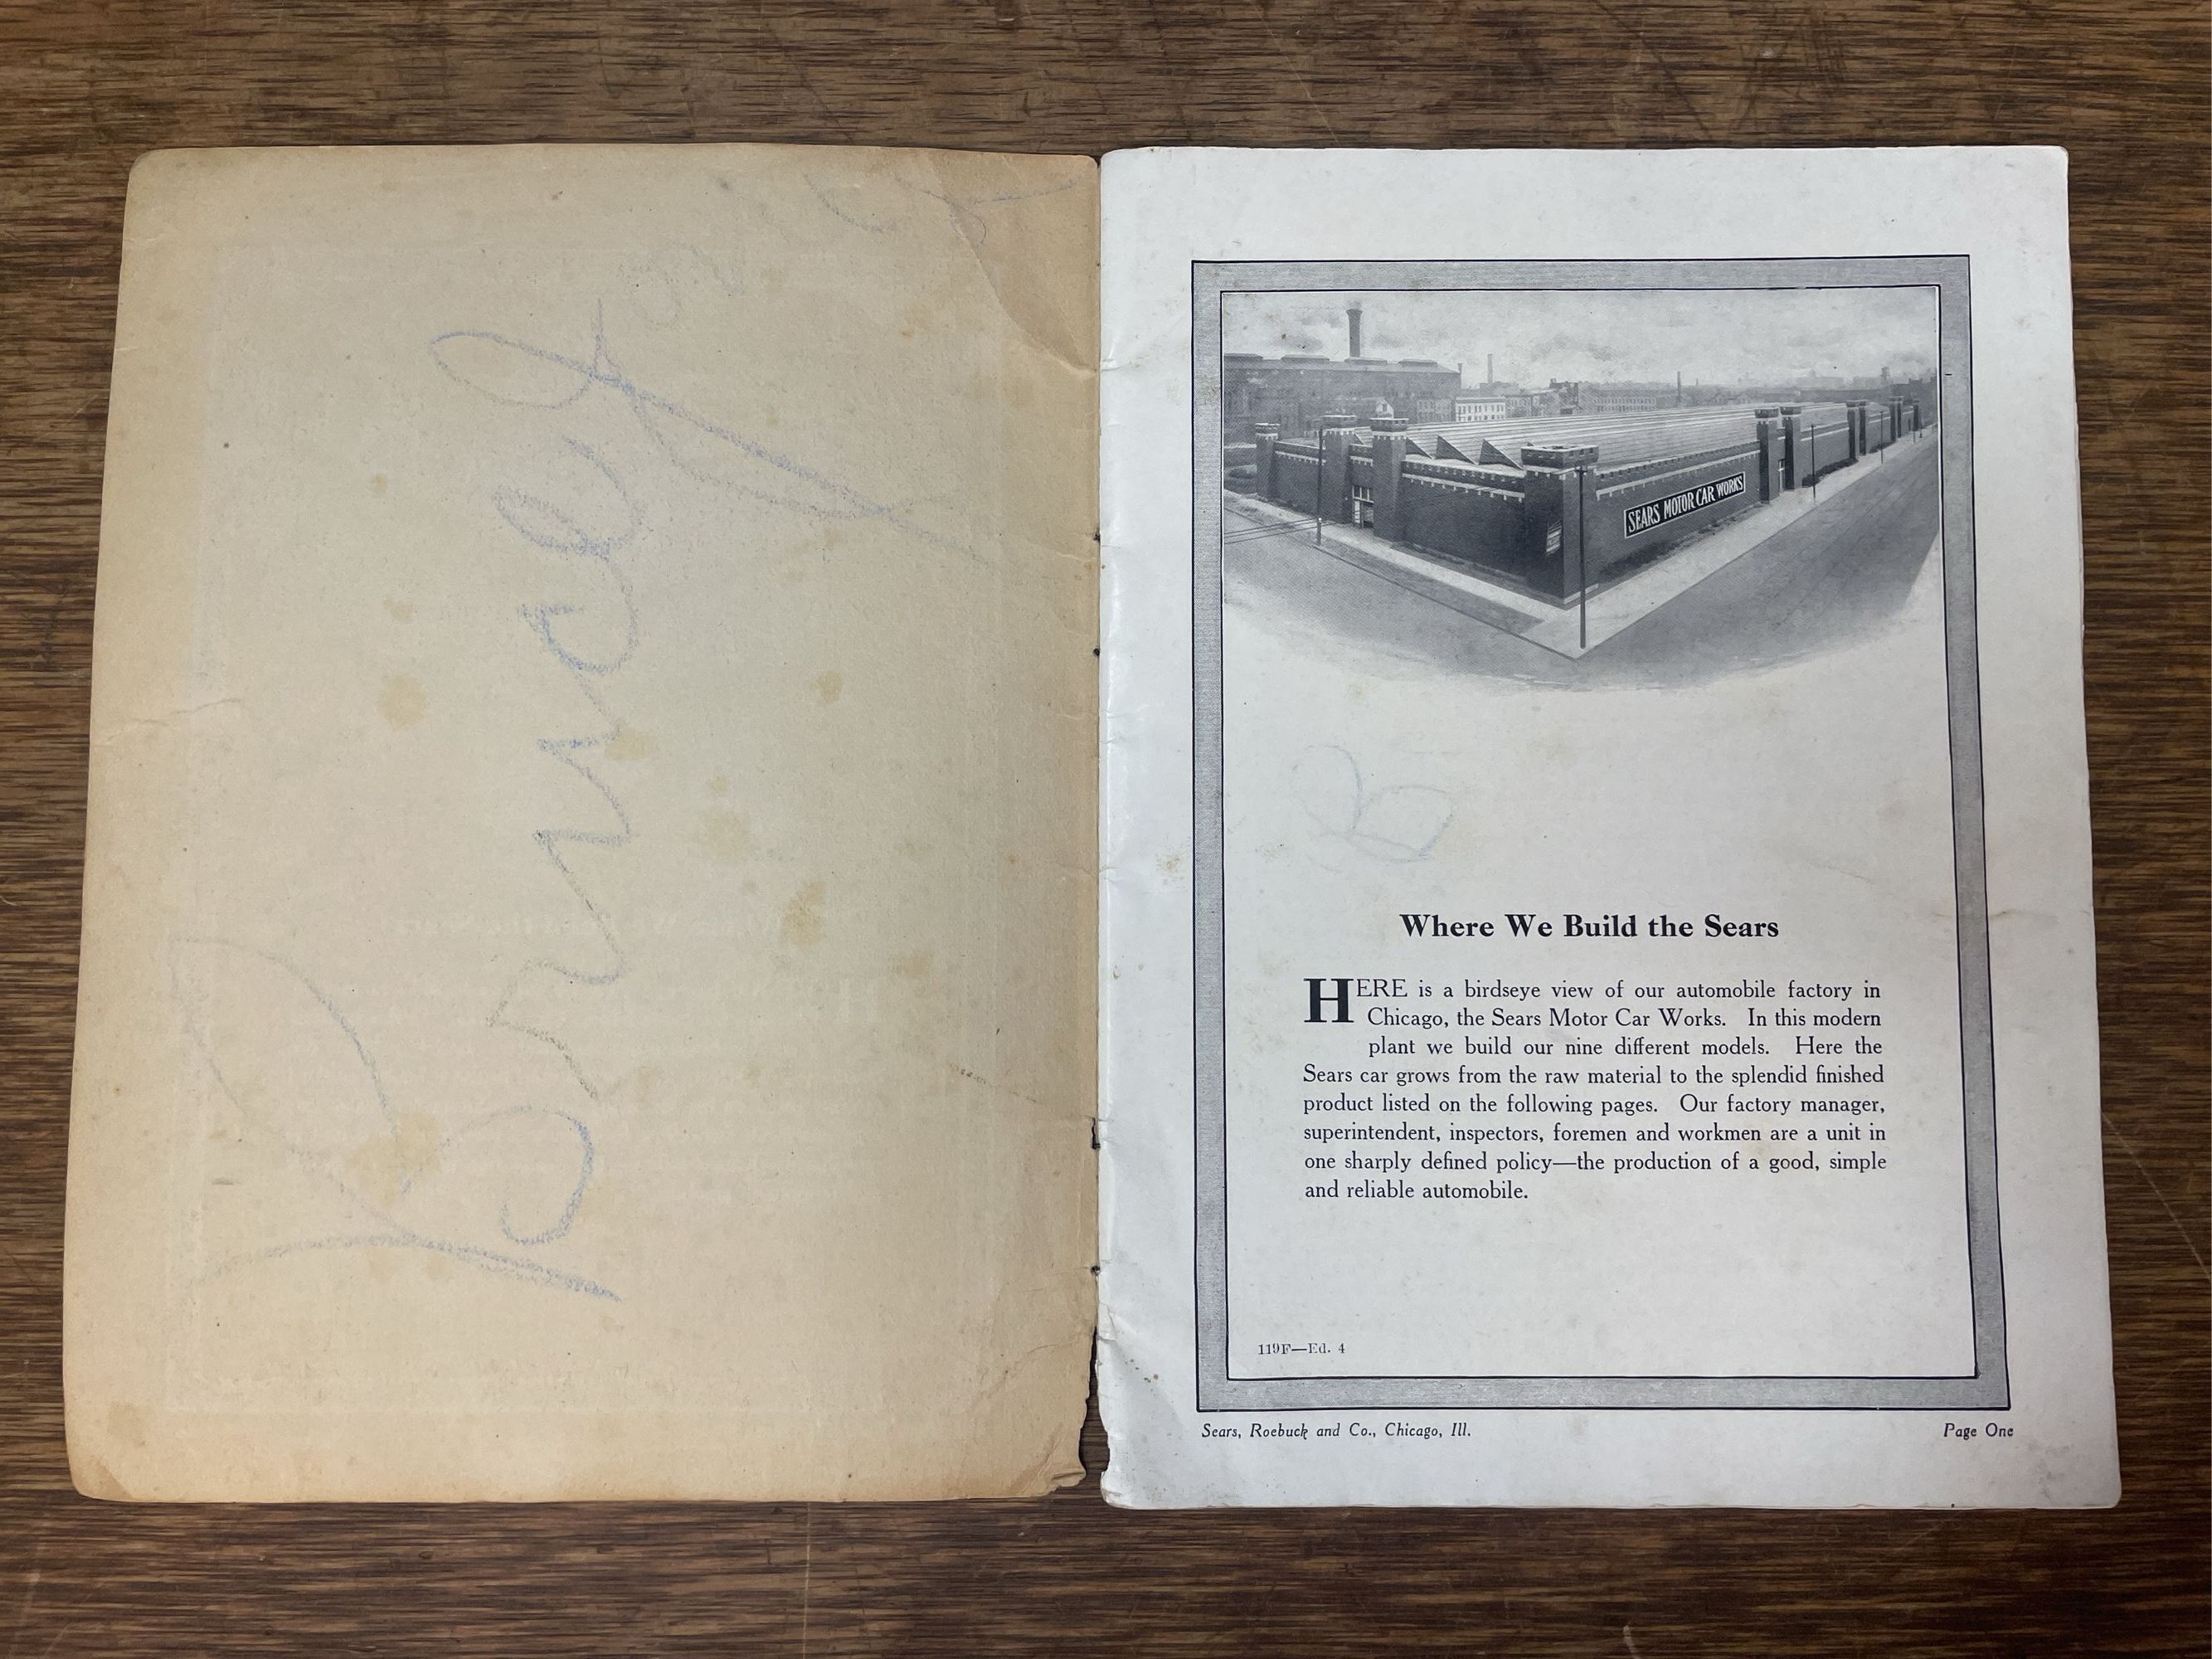 SEARS MOTOR CAR WORKS
Where We Build the Sears
HERE is a birdseye view of our automobile factory in
Chicago, the Sears Motor Car Works. In this modern
plant we build our nine different models. Here the
Sears car grows from the raw material to the splendid finished
product listed on the following pages. Our factory manager,
superintendent, inspectors, foremen and workmen are a unit in
one sharply defined policy—the production of a good, simple
and reliable automobile.
119F—Ed. 4
Sears, Roebuck and Co., Chicago, Ill. Page One